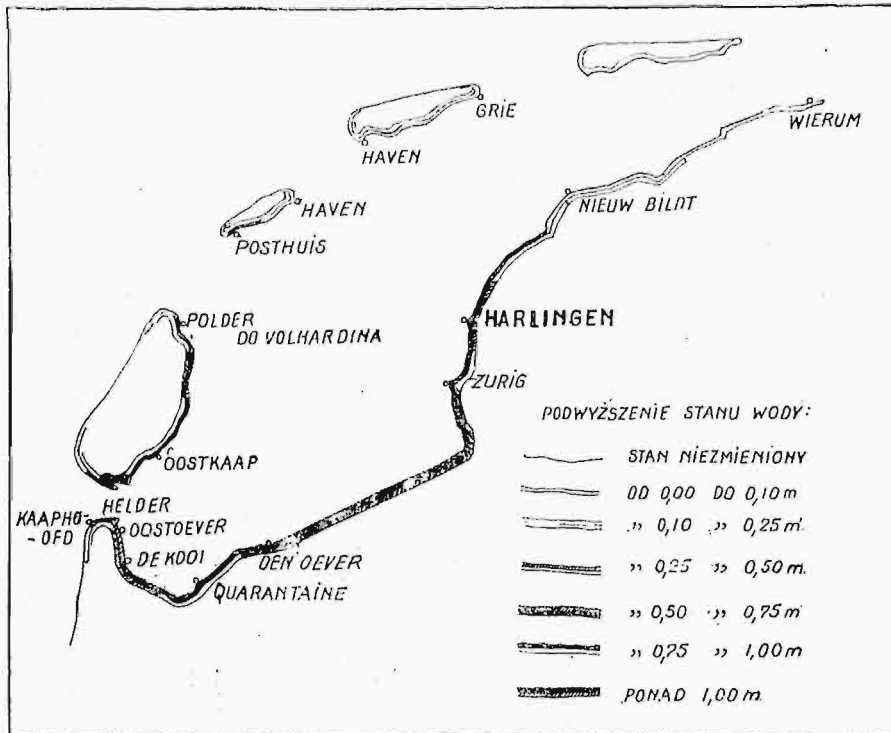 GRIE
WIERUM
HAVEN
NIEUW BILDT
HAVEN
POSTHUIS
POLDER
DO VOLHARDINA
HARLINGEN
ZURIG
OOSTKAAP
HELDER
KAAPHO-
-OFD
OOSTOEVER
DE KOOI
DEN OEVER
QUARANTAINE
PODWYŻSZENIE STANU WODY:
STAN NIEZMIENIONY
OD 0,00 DO 0,10 m
„ 0,10 „ 0,25 m.
„ 0,25 „ 0,50 m.
„ 0,50 „ 0,75 m
„ 0,75 „ 1,00 m
PONAD 1,00 m.